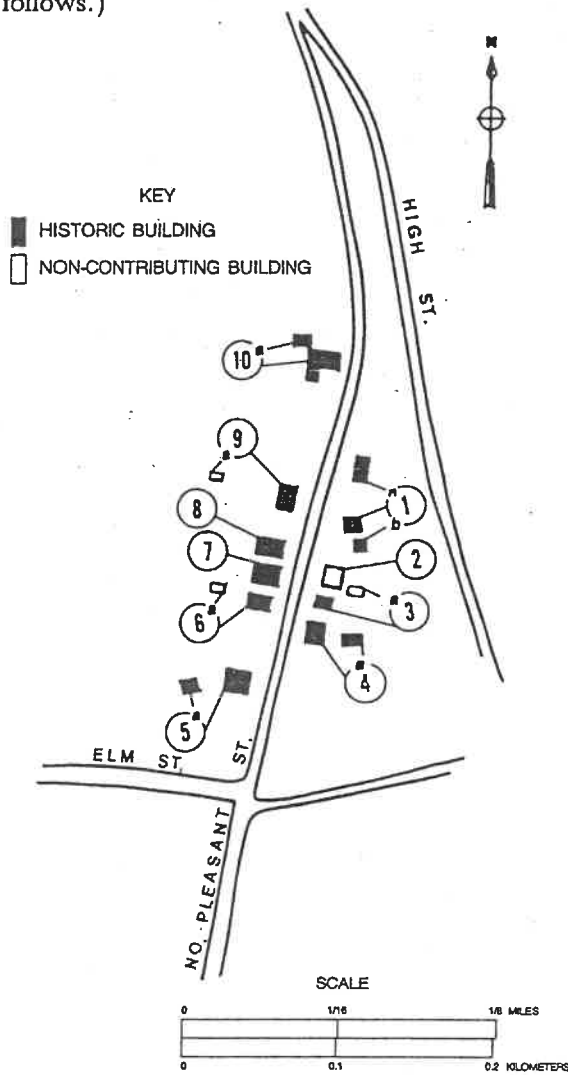 follows.)
N
KEY
HISTORIC BUILDING
NON-CONTRIBUTING BUILDING
HIGH ST.
10
a
9
a
8
7
6
a
5
a
1
a
b
2
3
a
4
a
ELM ST.
ST.
NO. PLEASANT
SCALE
0 1/16 1/8 MILES
0 0.1 0.2 KILOMETERS